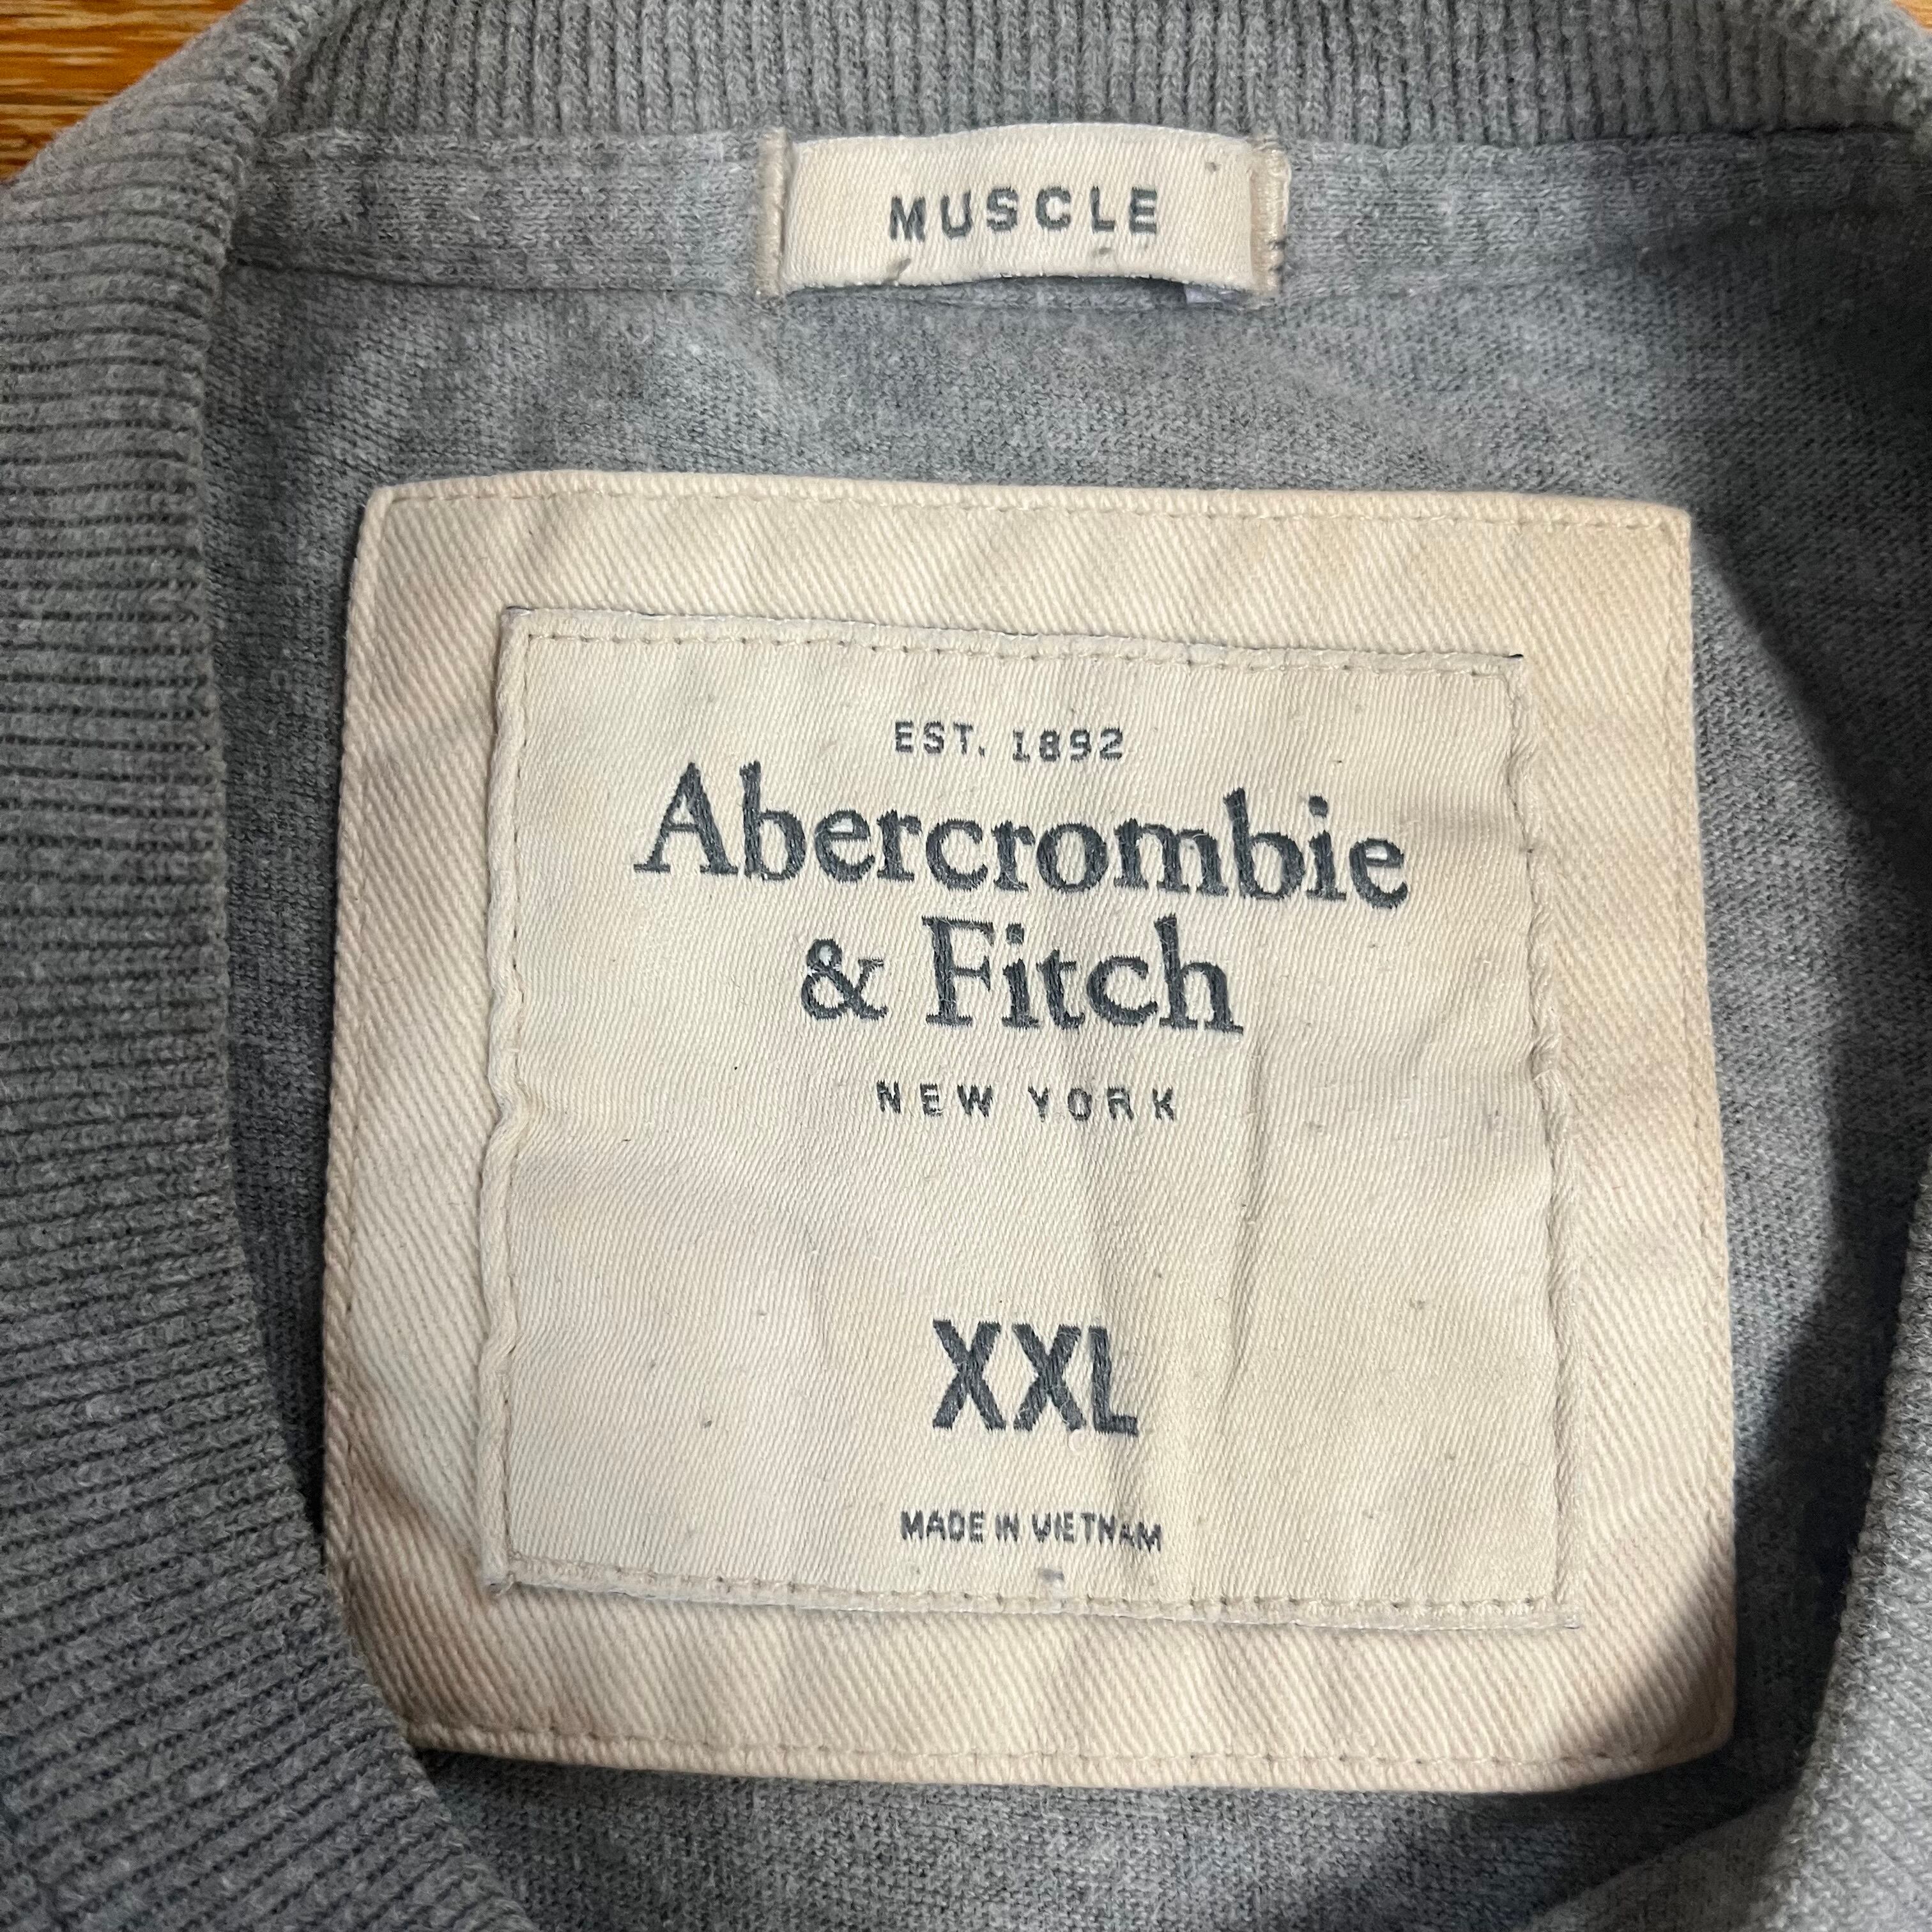 MUSCLE
EST. 1892
Abercrombie
& Fitch
NEW YORK
XXL
MADE IN VIETNAM